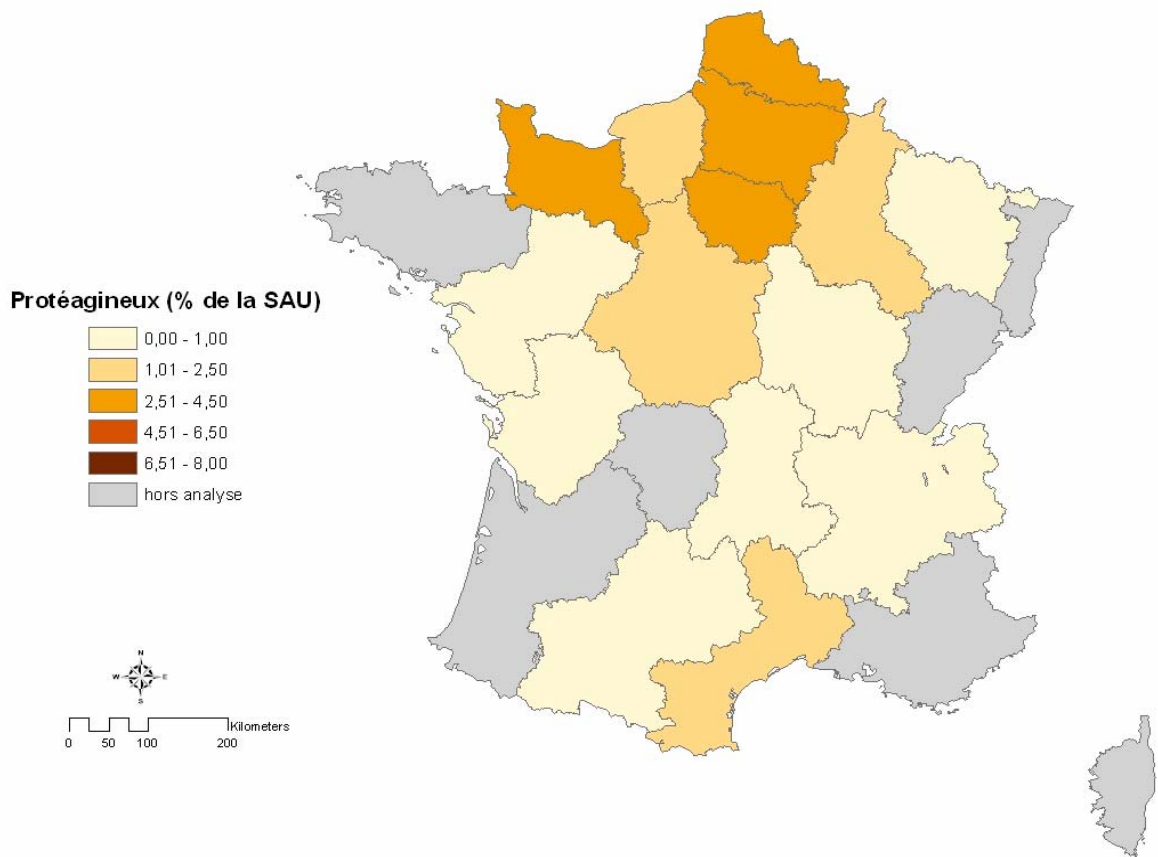 Protéagineux (% de la SAU)
0,00 - 1,00
1,01 - 2,50
2,51 - 4,50
4,51 - 6,50
6,51 - 8,00
hors analyse
N
W E
S
Kilometers
0 50 100 200